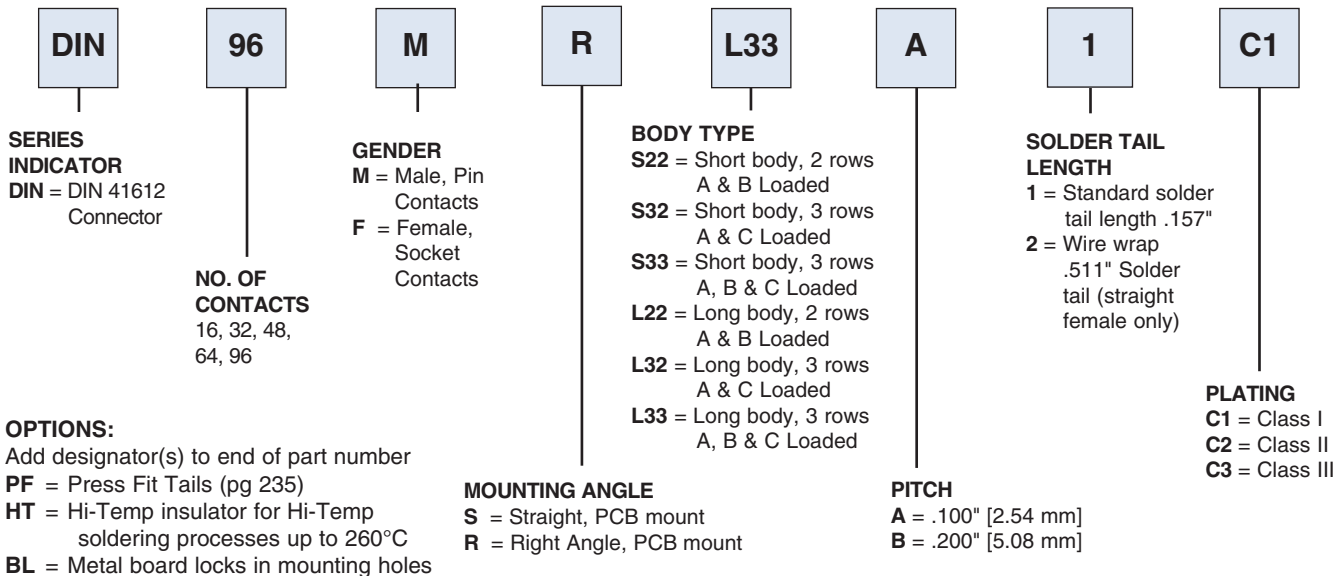 DIN 96 M R L33 A 1 C1
SERIES
INDICATOR
DIN = DIN 41612
Connector
NO. OF
CONTACTS
16, 32, 48,
64, 96
GENDER
M = Male, Pin
Contacts
F = Female,
Socket
Contacts
MOUNTING ANGLE
S = Straight, PCB mount
R = Right Angle, PCB mount
BODY TYPE
S22 = Short body, 2 rows
A & B Loaded
S32 = Short body, 3 rows
A & C Loaded
S33 = Short body, 3 rows
A, B & C Loaded
L22 = Long body, 2 rows
A & B Loaded
L32 = Long body, 3 rows
A & C Loaded
L33 = Long body, 3 rows
A, B & C Loaded
PITCH
A = .100" [2.54 mm]
B = .200" [5.08 mm]
SOLDER TAIL
LENGTH
1 = Standard solder
tail length .157"
2 = Wire wrap
.511" Solder
tail (straight
female only)
PLATING
C1 = Class I
C2 = Class II
C3 = Class III
OPTIONS:
Add designator(s) to end of part number
PF = Press Fit Tails (pg 235)
HT = Hi-Temp insulator for Hi-Temp
soldering processes up to 260°C
BL = Metal board locks in mounting holes